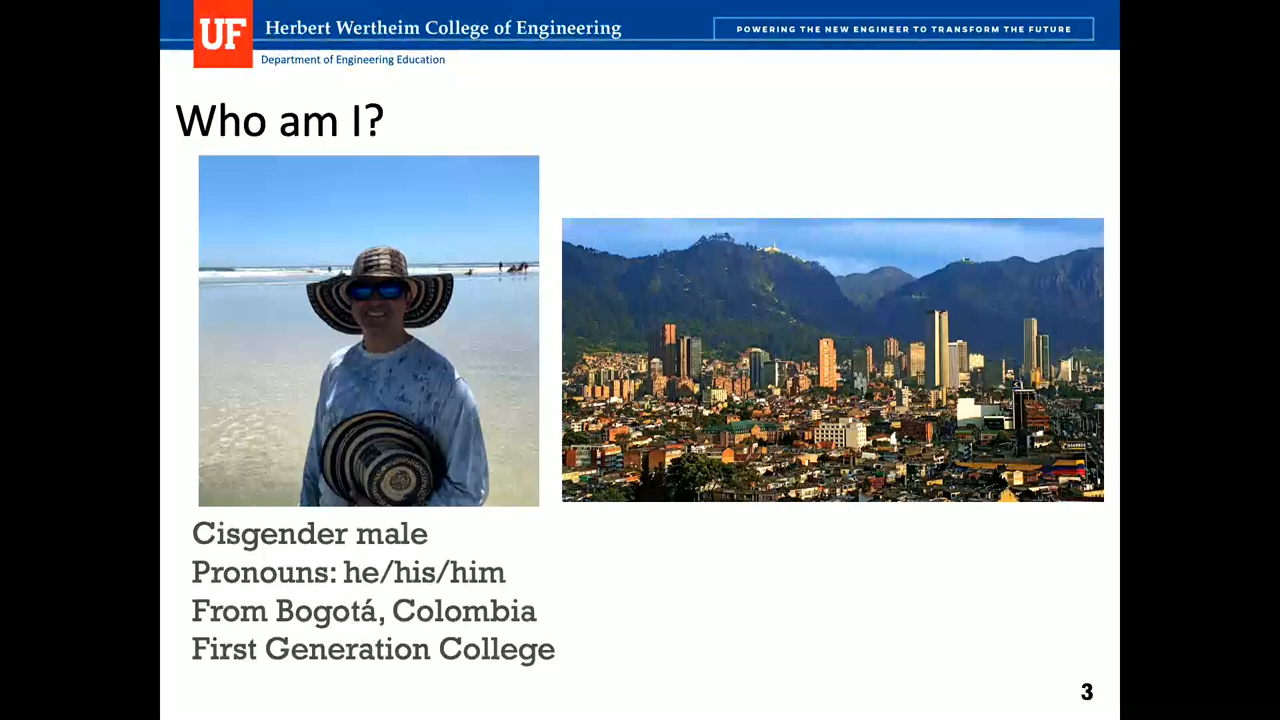 UF
Herbert Wertheim College of Engineering
POWERING THE NEW ENGINEER TO TRANSFORM THE FUTURE
Department of Engineering Education
Who am I?
Cisgender male
Pronouns: he/his/him
From Bogotá, Colombia
First Generation College
3